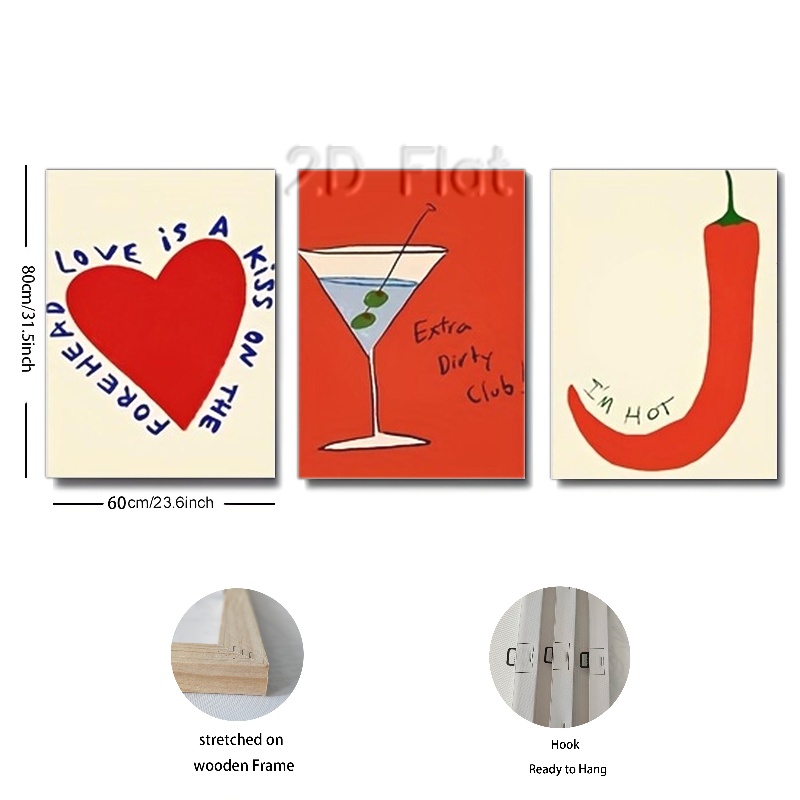 2D Flat
LOVE iS A KiSS ON THE FOREHEAD
Extra
Dirty
Club!
I'M HOT
80cm/31.5inch
60cm/23.6inch
stretched on
wooden Frame
Hook
Ready to Hang